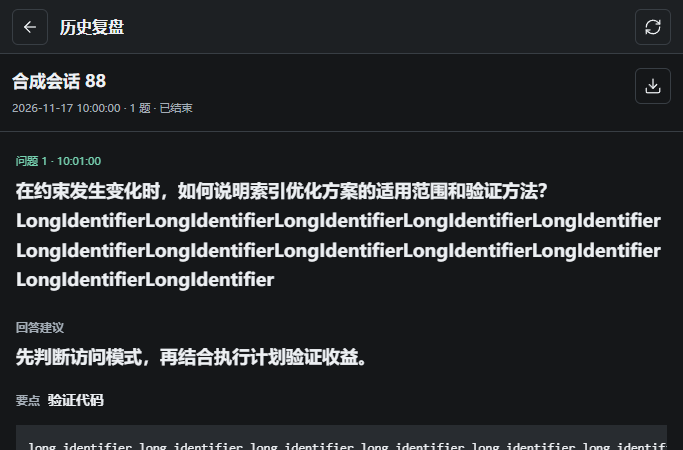 历史复盘
合成会话 88
2026-11-17 10:00:00 · 1 题 · 已结束
问题 1 · 10:01:00
在约束发生变化时，如何说明索引优化方案的适用范围和验证方法？
LongIdentifierLongIdentifierLongIdentifierLongIdentifierLongIdentifier
LongIdentifierLongIdentifierLongIdentifierLongIdentifierLongIdentifier
LongIdentifierLongIdentifier
回答建议
先判断访问模式，再结合执行计划验证收益。
要点 验证代码
long_identifier_long_identifier_long_identifier_long_identifier_long_identifier_long_identif